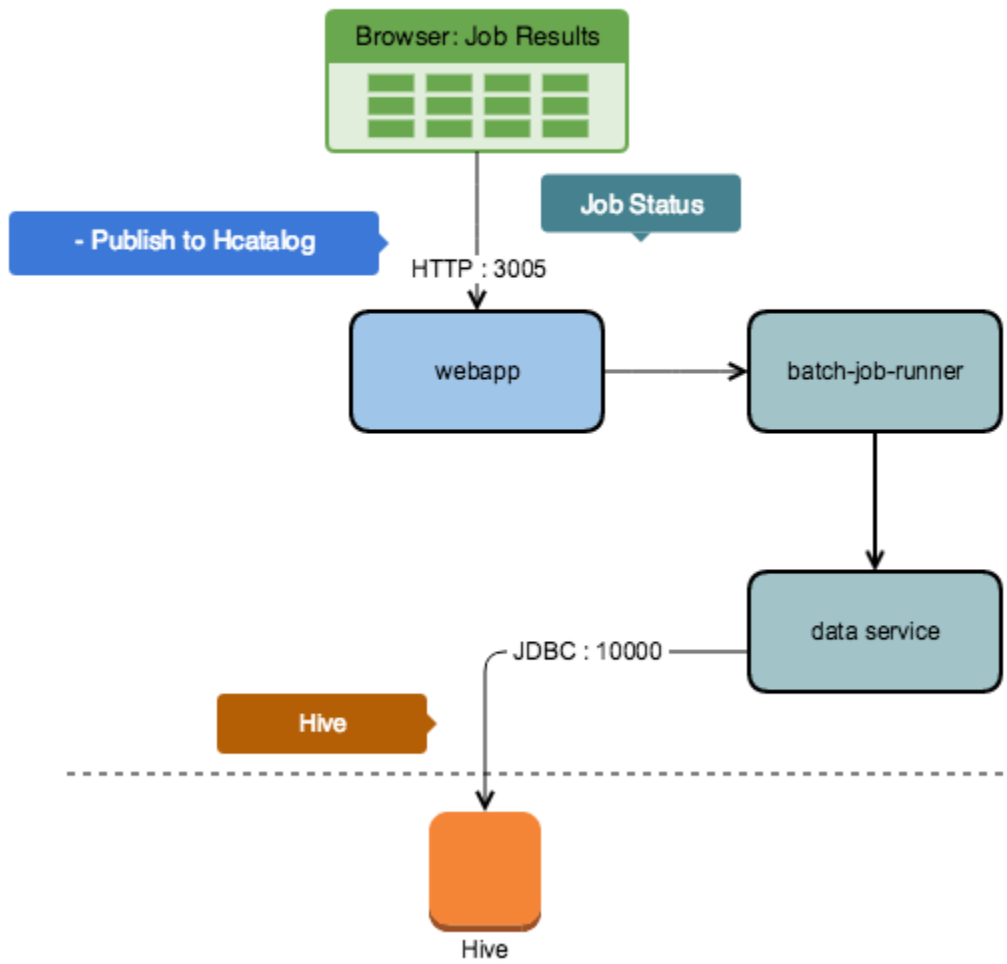 Browser: Job Results
Job Status
- Publish to Hcatalog
HTTP : 3005
webapp
batch-job-runner
data service
JDBC : 10000
Hive
Hive